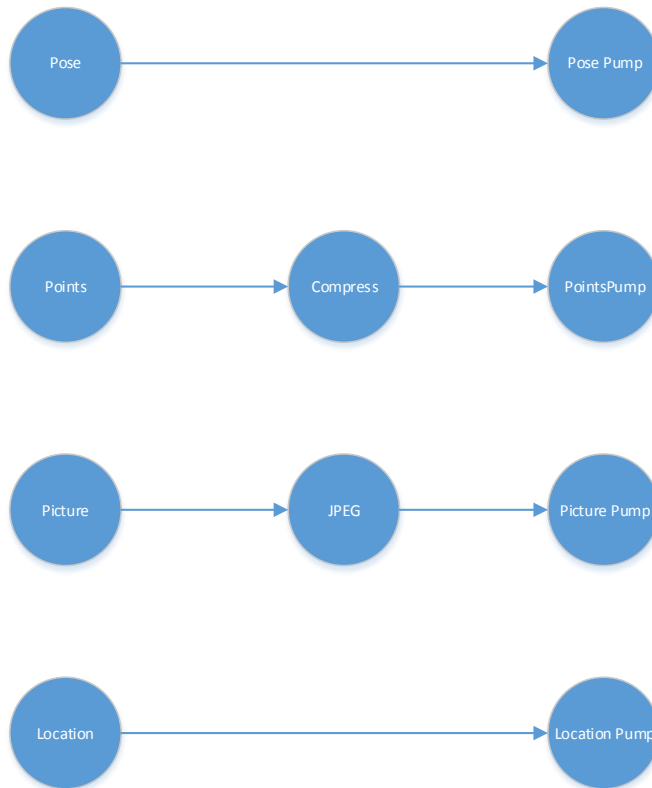 Pose
Pose Pump
Points
Compress
PointsPump
Picture
JPEG
Picture Pump
Location
Location Pump